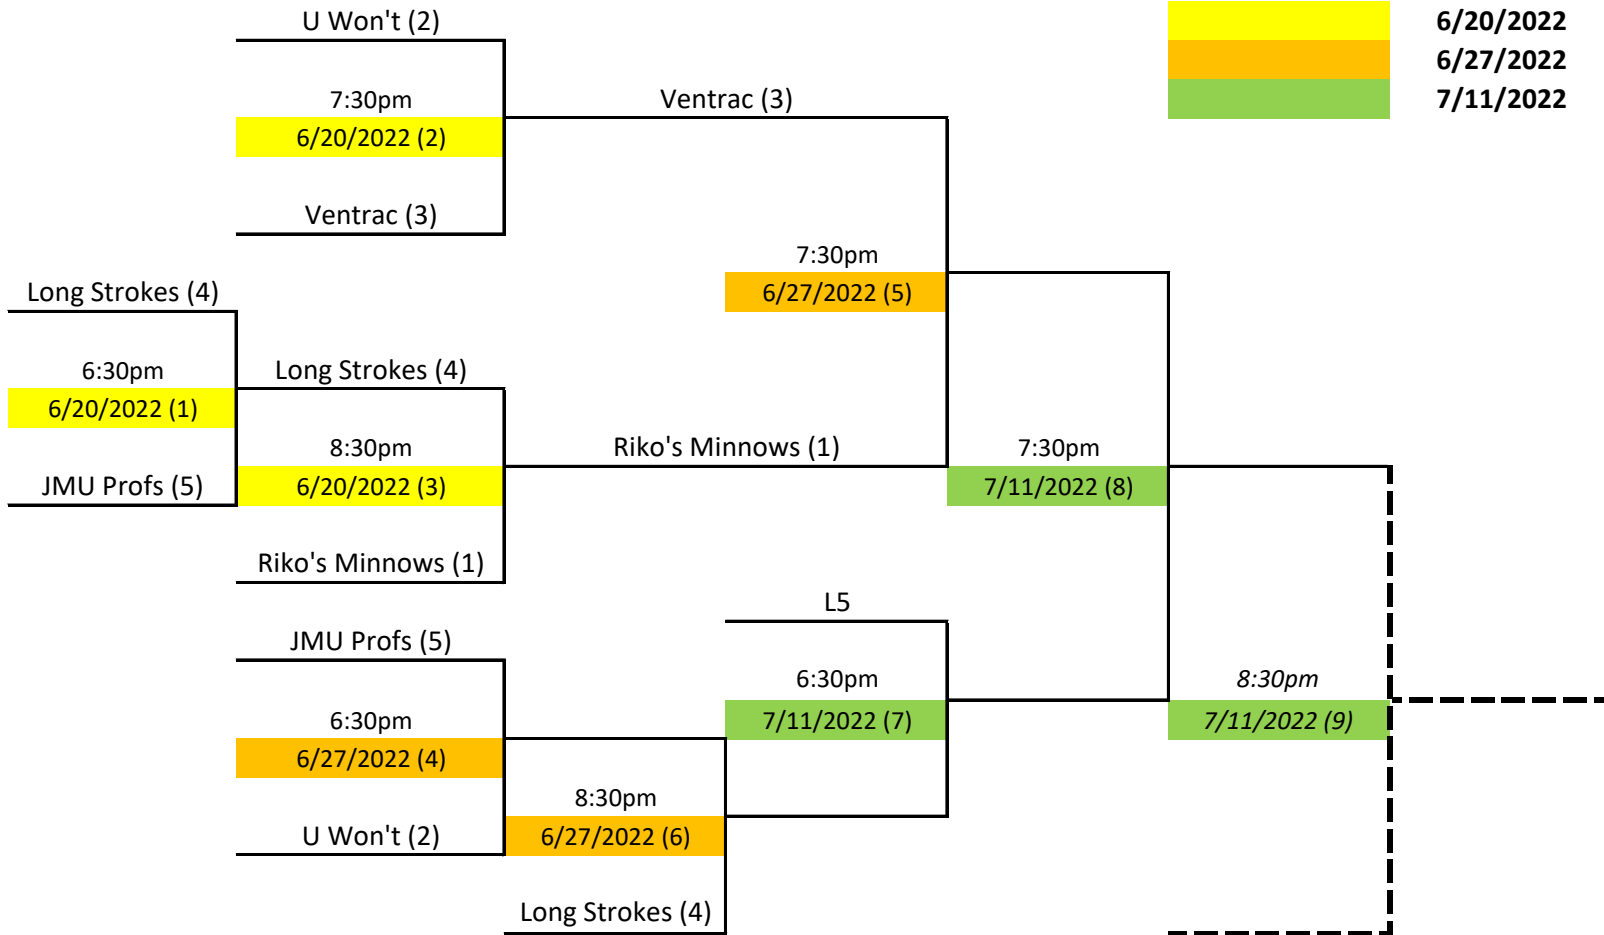 U Won't (2)
6/20/2022
6/27/2022
7/11/2022
7:30pm
6/20/2022 (2)
Ventrac (3)
Ventrac (3)
7:30pm
6/27/2022 (5)
Long Strokes (4)
6:30pm
6/20/2022 (1)
JMU Profs (5)
Long Strokes (4)
8:30pm
6/20/2022 (3)
Riko's Minnows (1)
Riko's Minnows (1)
7:30pm
7/11/2022 (8)
JMU Profs (5)
6:30pm
6/27/2022 (4)
U Won't (2)
8:30pm
6/27/2022 (6)
Long Strokes (4)
L5
6:30pm
7/11/2022 (7)
8:30pm
7/11/2022 (9)